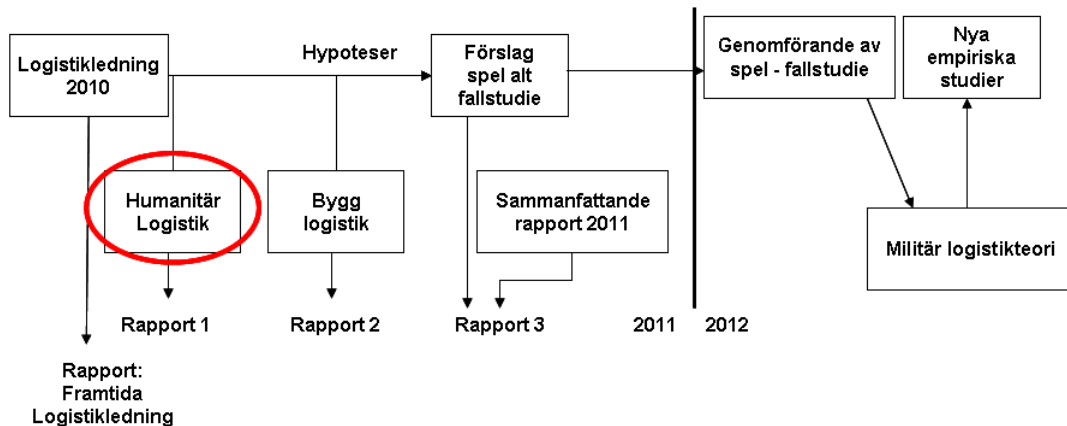 Logistikledning
2010
Hypoteser
Förslag
spel alt
fallstudie
Genomförande av
spel - fallstudie
Nya
empiriska
studier
Humanitär
Logistik
Bygg
logistik
Sammanfattande
rapport 2011
Militär logistikteori
Rapport 1
Rapport 2
Rapport 3
2011
2012
Rapport:
Framtida
Logistikledning